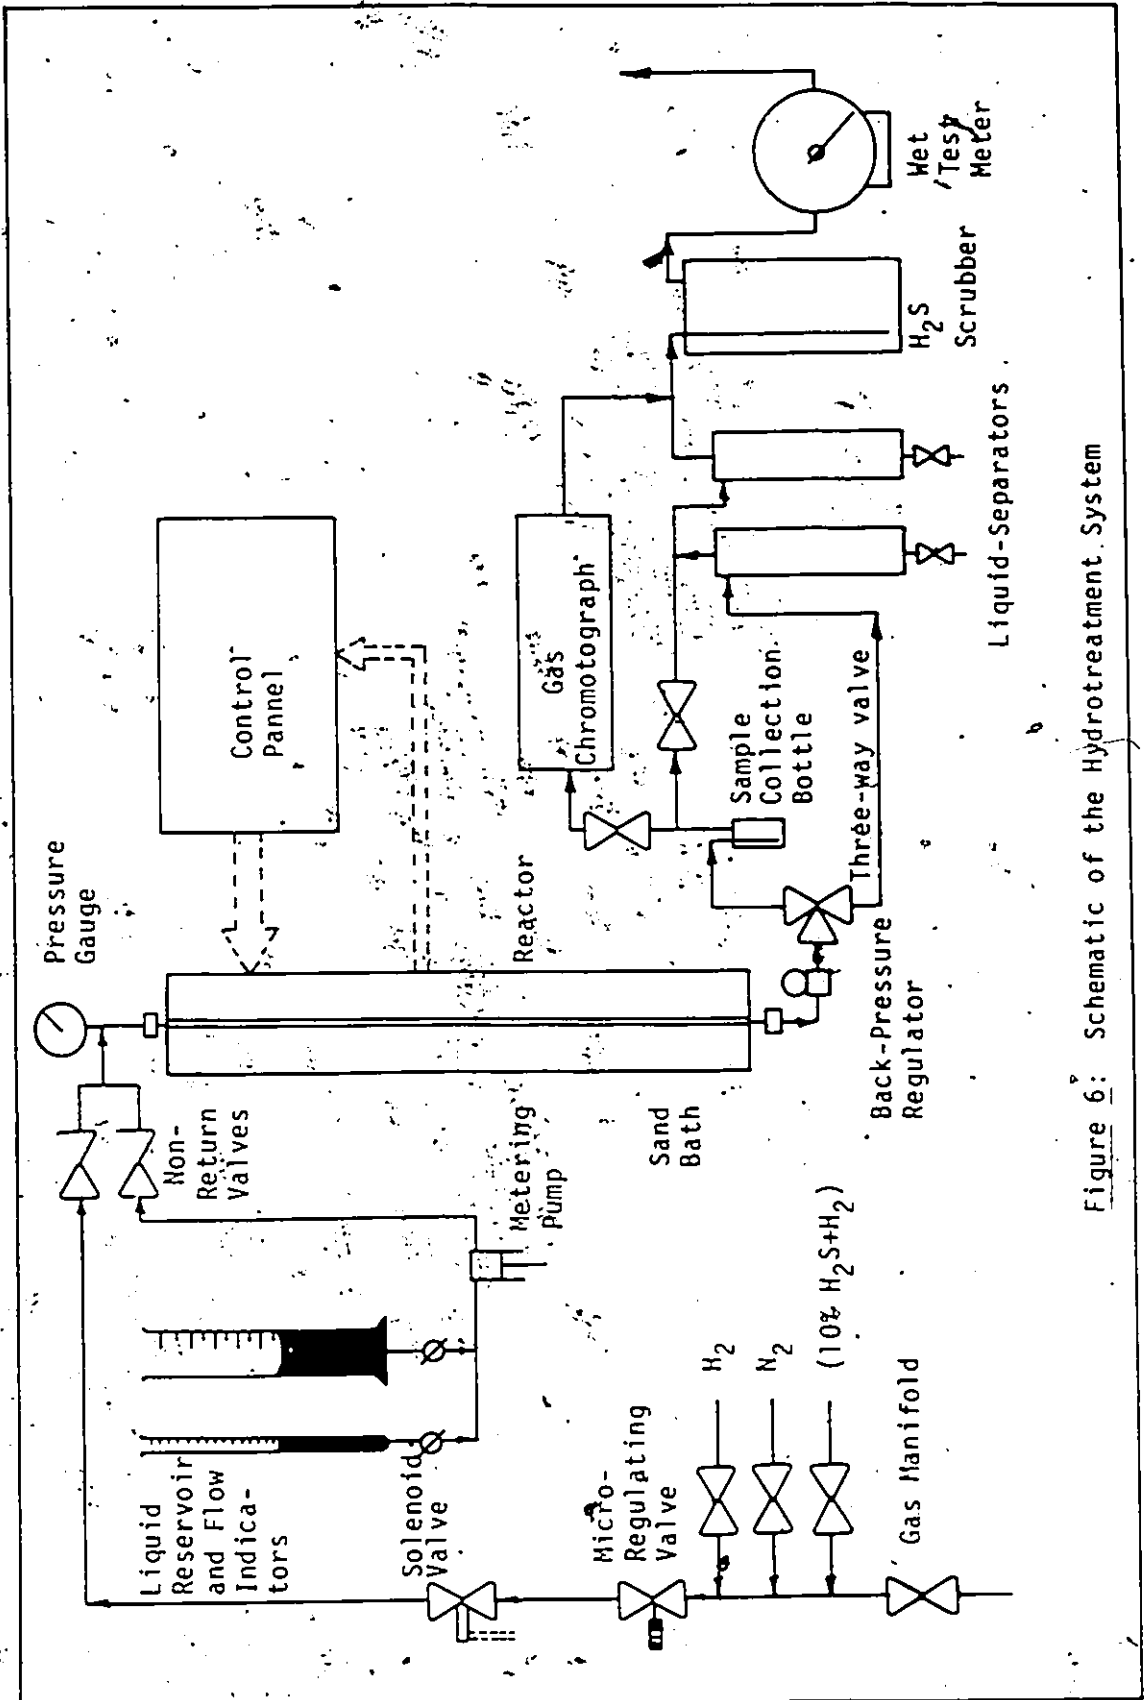 Pressure
Gauge
Control
Pannel
Non-
Return
Valves
Liquid
Reservoir
and Flow
Indica-
tors
Solenoid
Valve
Metering
Pump
Reactor
Sand
Bath
Gas
Chromotograph
Micro-
Regulating
Valve
H2
N2
(10% H2S+H2)
Gas Manifold
Back-Pressure
Regulator
Three-way valve
Sample
Collection
Bottle
Liquid-Separators
H2S
Scrubber
Wet
Test
Meter
Figure 6: Schematic of the Hydrotreatment System